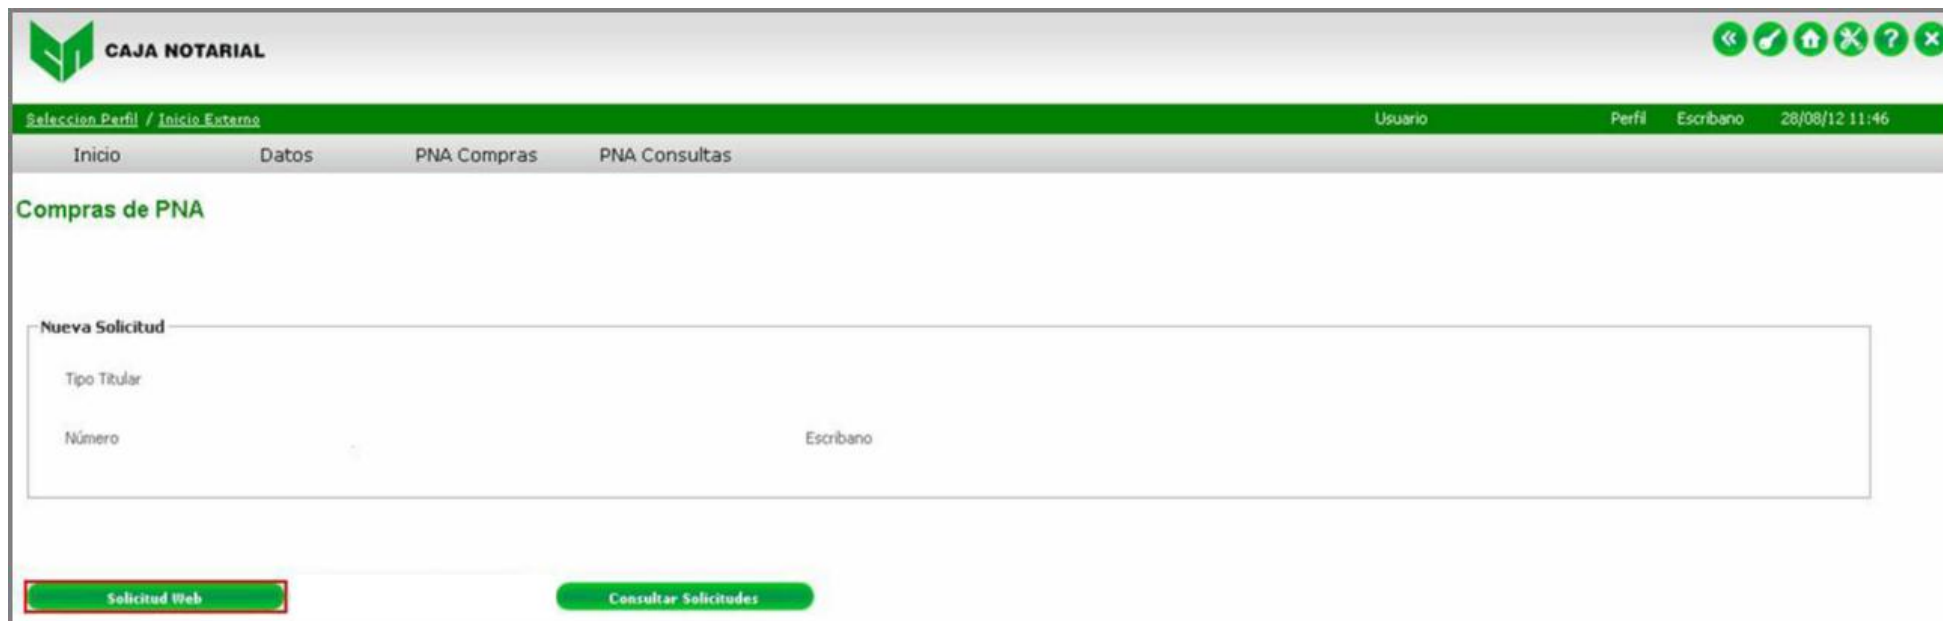 CAJA NOTARIAL
Seleccion Perfil / Inicio Externo Usuario Perfil Escribano 28/08/12 11:46
Inicio Datos PNA Compras PNA Consultas
Compras de PNA
Nueva Solicitud
Tipo Titular
Número Escribano
Solicitud Web Consultar Solicitudes